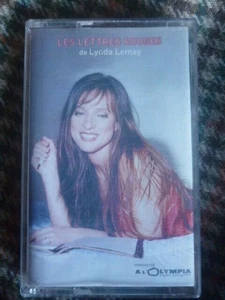 LES LETTRES ROUGES
de Lynda Lemay
A L'OLYMPIA